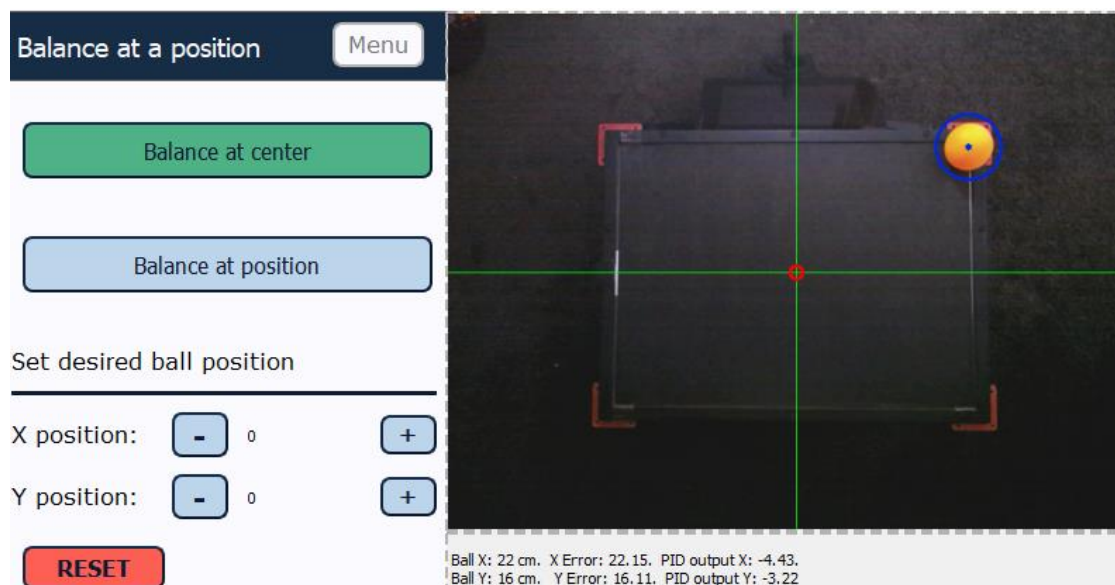 Balance at a position
Menu
Balance at center
Balance at position
Set desired ball position
X position:
-
0
+
Y position:
-
0
+
RESET
Ball X: 22 cm. X Error: 22.15. PID output X: -4.43.
Ball Y: 16 cm. Y Error: 16.11. PID output Y: -3.22